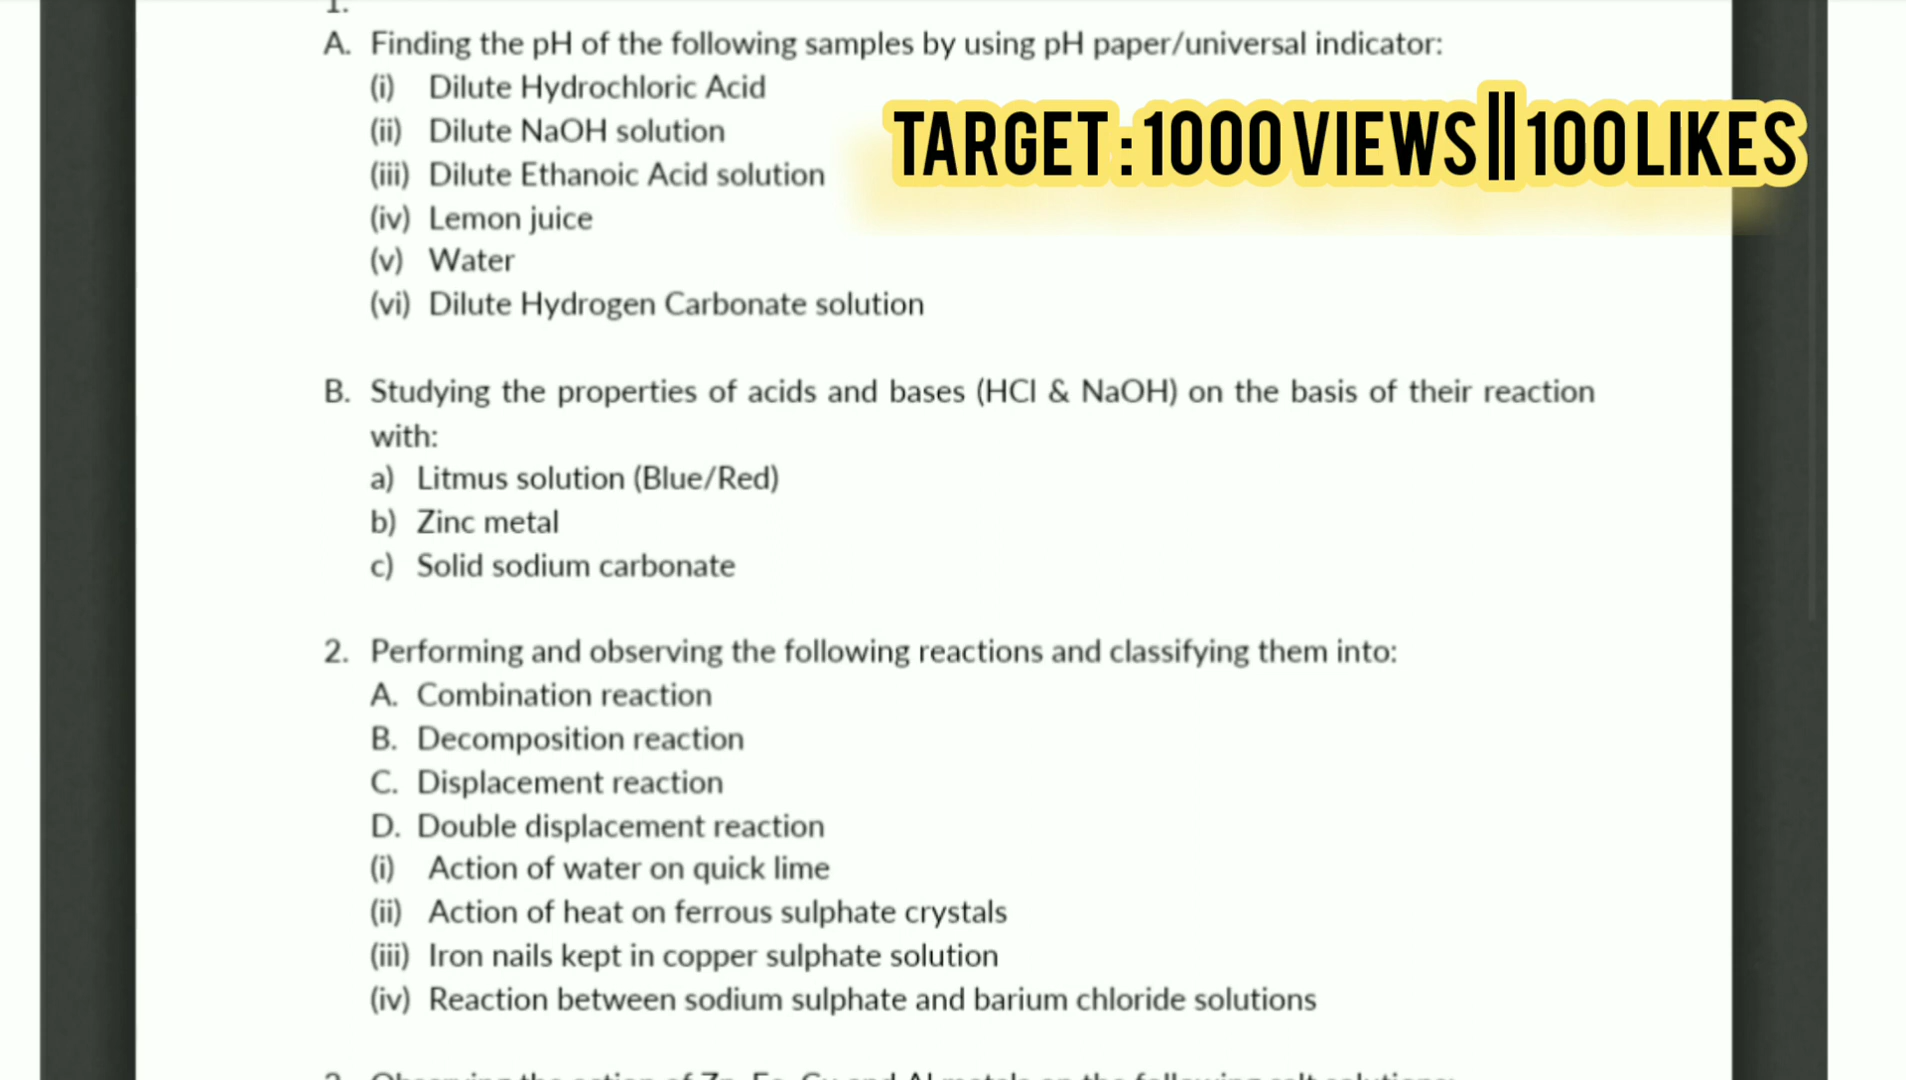 1.
A. Finding the pH of the following samples by using pH paper/universal indicator:
(i) Dilute Hydrochloric Acid
TARGET : 1000 VIEWS || 100 LIKES
(ii) Dilute NaOH solution
(iii) Dilute Ethanoic Acid solution
(iv) Lemon juice
(v) Water
(vi) Dilute Hydrogen Carbonate solution
B. Studying the properties of acids and bases (HCl & NaOH) on the basis of their reaction
with:
a) Litmus solution (Blue/Red)
b) Zinc metal
c) Solid sodium carbonate
2. Performing and observing the following reactions and classifying them into:
A. Combination reaction
B. Decomposition reaction
C. Displacement reaction
D. Double displacement reaction
(i) Action of water on quick lime
(ii) Action of heat on ferrous sulphate crystals
(iii) Iron nails kept in copper sulphate solution
(iv) Reaction between sodium sulphate and barium chloride solutions